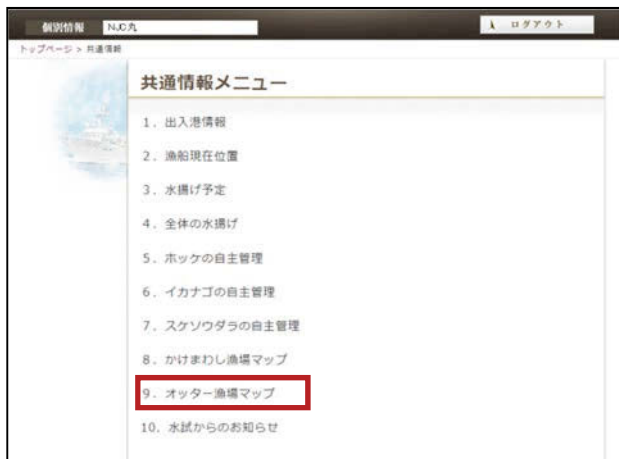 個別情報 NJC丸 ログアウト
トップページ > 共通情報
共通情報メニュー
1. 出入港情報
2. 漁船現在位置
3. 水揚げ予定
4. 全体の水揚げ
5. ホッケの自主管理
6. イカナゴの自主管理
7. スケソウダラの自主管理
8. かけまわし漁場マップ
9. オッター漁場マップ
10. 水試からのお知らせ